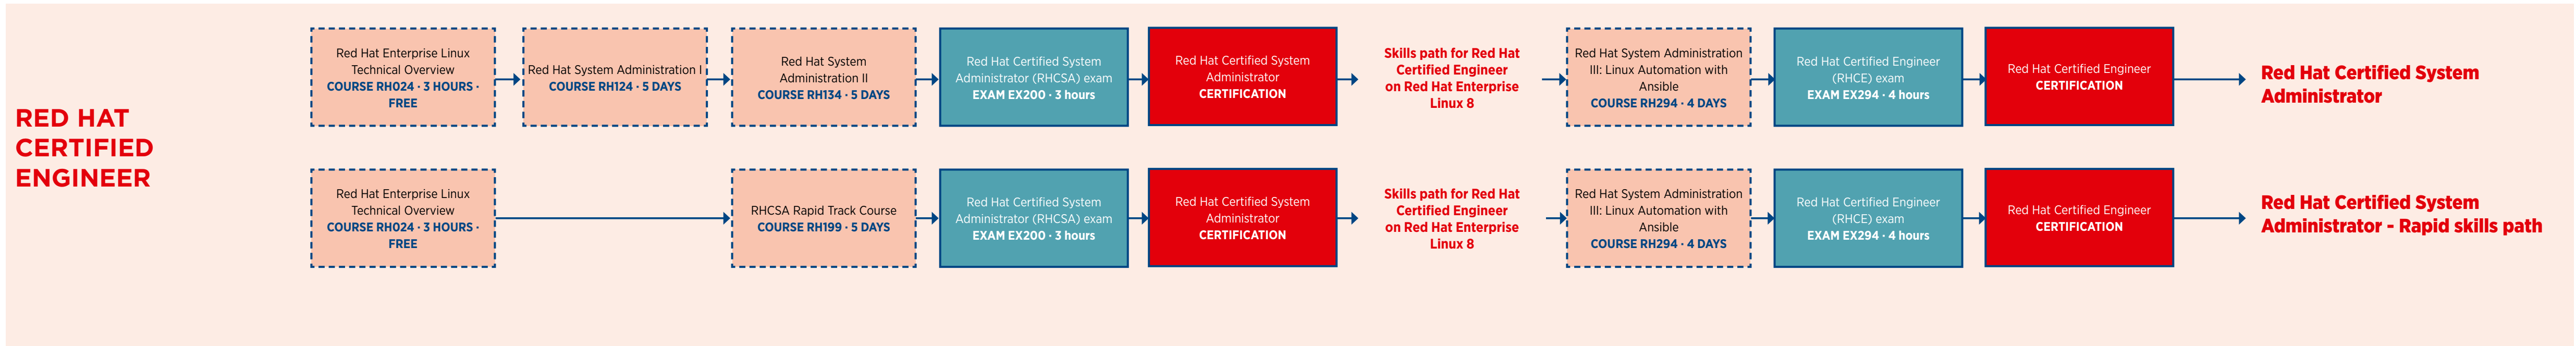 RED HAT
CERTIFIED
ENGINEER
Red Hat Enterprise Linux
Technical Overview
COURSE RH024 · 3 HOURS ·
FREE
Red Hat System Administration I
COURSE RH124 · 5 DAYS
Red Hat System
Administration II
COURSE RH134 · 5 DAYS
Red Hat Certified System
Administrator (RHCSA) exam
EXAM EX200 · 3 hours
Red Hat Certified System
Administrator
CERTIFICATION
Skills path for Red Hat
Certified Engineer
on Red Hat Enterprise
Linux 8
Red Hat System Administration
III: Linux Automation with
Ansible
COURSE RH294 · 4 DAYS
Red Hat Certified Engineer
(RHCE) exam
EXAM EX294 · 4 hours
Red Hat Certified Engineer
CERTIFICATION
Red Hat Certified System
Administrator
Red Hat Enterprise Linux
Technical Overview
COURSE RH024 · 3 HOURS ·
FREE
RHCSA Rapid Track Course
COURSE RH199 · 5 DAYS
Red Hat Certified System
Administrator (RHCSA) exam
EXAM EX200 · 3 hours
Red Hat Certified System
Administrator
CERTIFICATION
Skills path for Red Hat
Certified Engineer
on Red Hat Enterprise
Linux 8
Red Hat System Administration
III: Linux Automation with
Ansible
COURSE RH294 · 4 DAYS
Red Hat Certified Engineer
(RHCE) exam
EXAM EX294 · 4 hours
Red Hat Certified Engineer
CERTIFICATION
Red Hat Certified System
Administrator - Rapid skills path